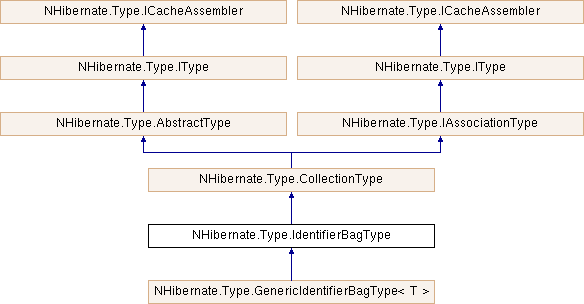 NHibernate.Type.ICacheAssembler NHibernate.Type.ICacheAssembler
NHibernate.Type.IType NHibernate.Type.IType
NHibernate.Type.AbstractType NHibernate.Type.IAssociationType
NHibernate.Type.CollectionType
NHibernate.Type.IdentifierBagType
NHibernate.Type.GenericIdentifierBagType< T >